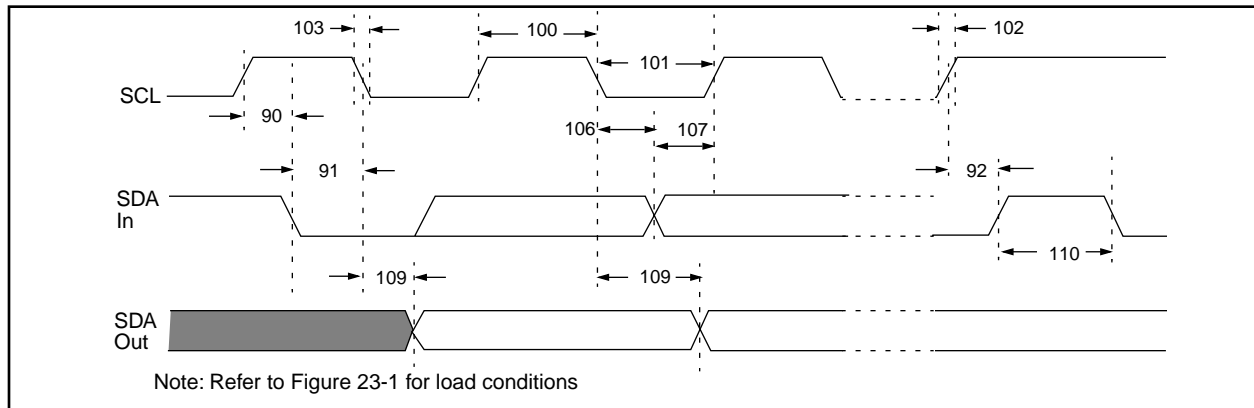 103
100
102
101
SCL
90
106
107
91
92
SDA
In
110
109
109
SDA
Out
Note: Refer to Figure 23-1 for load conditions